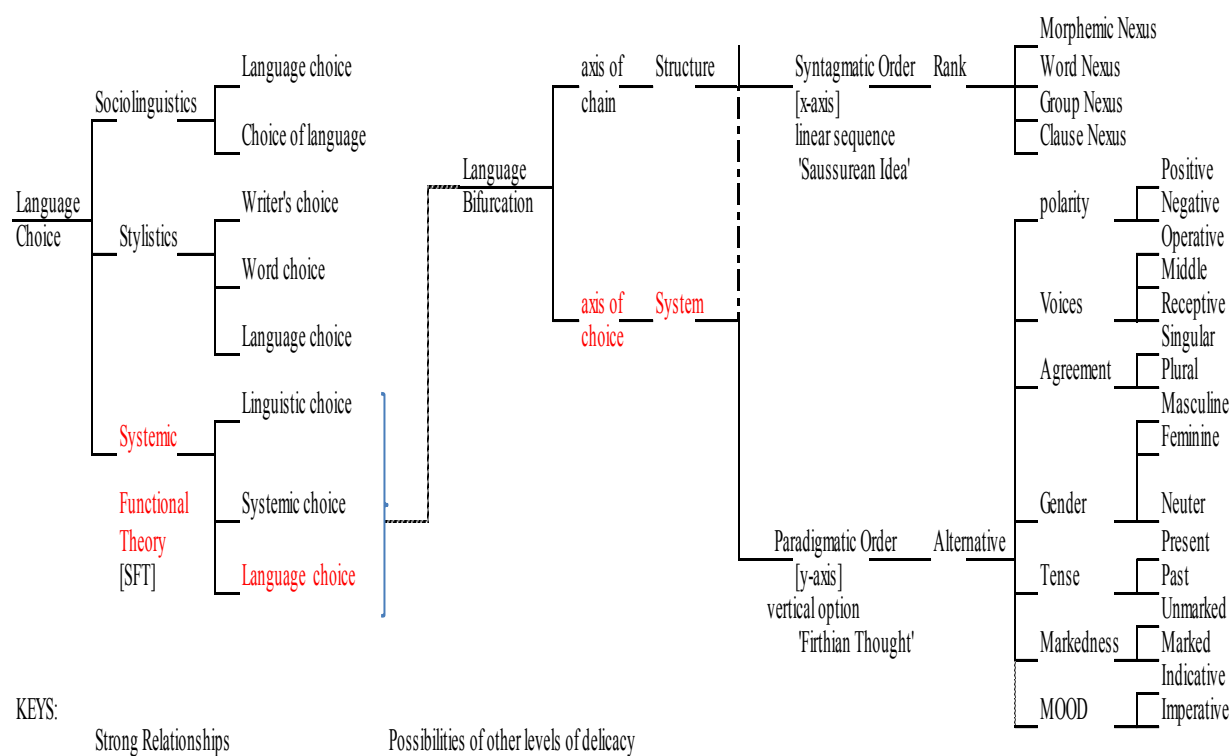 Language
Choice
Sociolinguistics
Language choice
Choice of language
Stylistics
Writer's choice
Word choice
Language choice
Systemic
Functional
Theory
[SFT]
Linguistic choice
Systemic choice
Language choice
Language
Bifurcation
axis of
chain
Structure
axis of
choice
System
Syntagmatic Order
[x-axis]
linear sequence
'Saussurean Idea'
Rank
Morphemic Nexus
Word Nexus
Group Nexus
Clause Nexus
Paradigmatic Order
[y-axis]
vertical option
'Firthian Thought'
Alternative
polarity
Positive
Negative
Voices
Operative
Middle
Receptive
Agreement
Singular
Plural
Gender
Masculine
Feminine
Neuter
Tense
Present
Past
Markedness
Unmarked
Marked
MOOD
Indicative
Imperative
KEYS:
Strong Relationships
Possibilities of other levels of delicacy